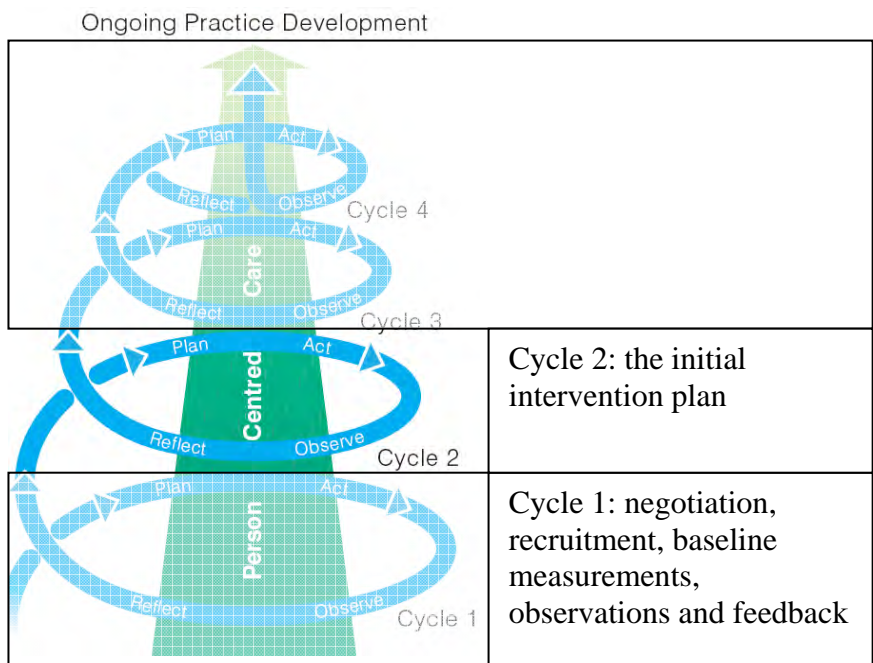 Ongoing Practice Development
Plan Act
Reflect Observe
Cycle 4
Plan Act
Care
Reflect Observe
Cycle 3
Plan Act
Centred
Reflect Observe
Cycle 2
Cycle 2: the initial
intervention plan
Plan Act
Person
Reflect Observe
Cycle 1
Cycle 1: negotiation,
recruitment, baseline
measurements,
observations and feedback